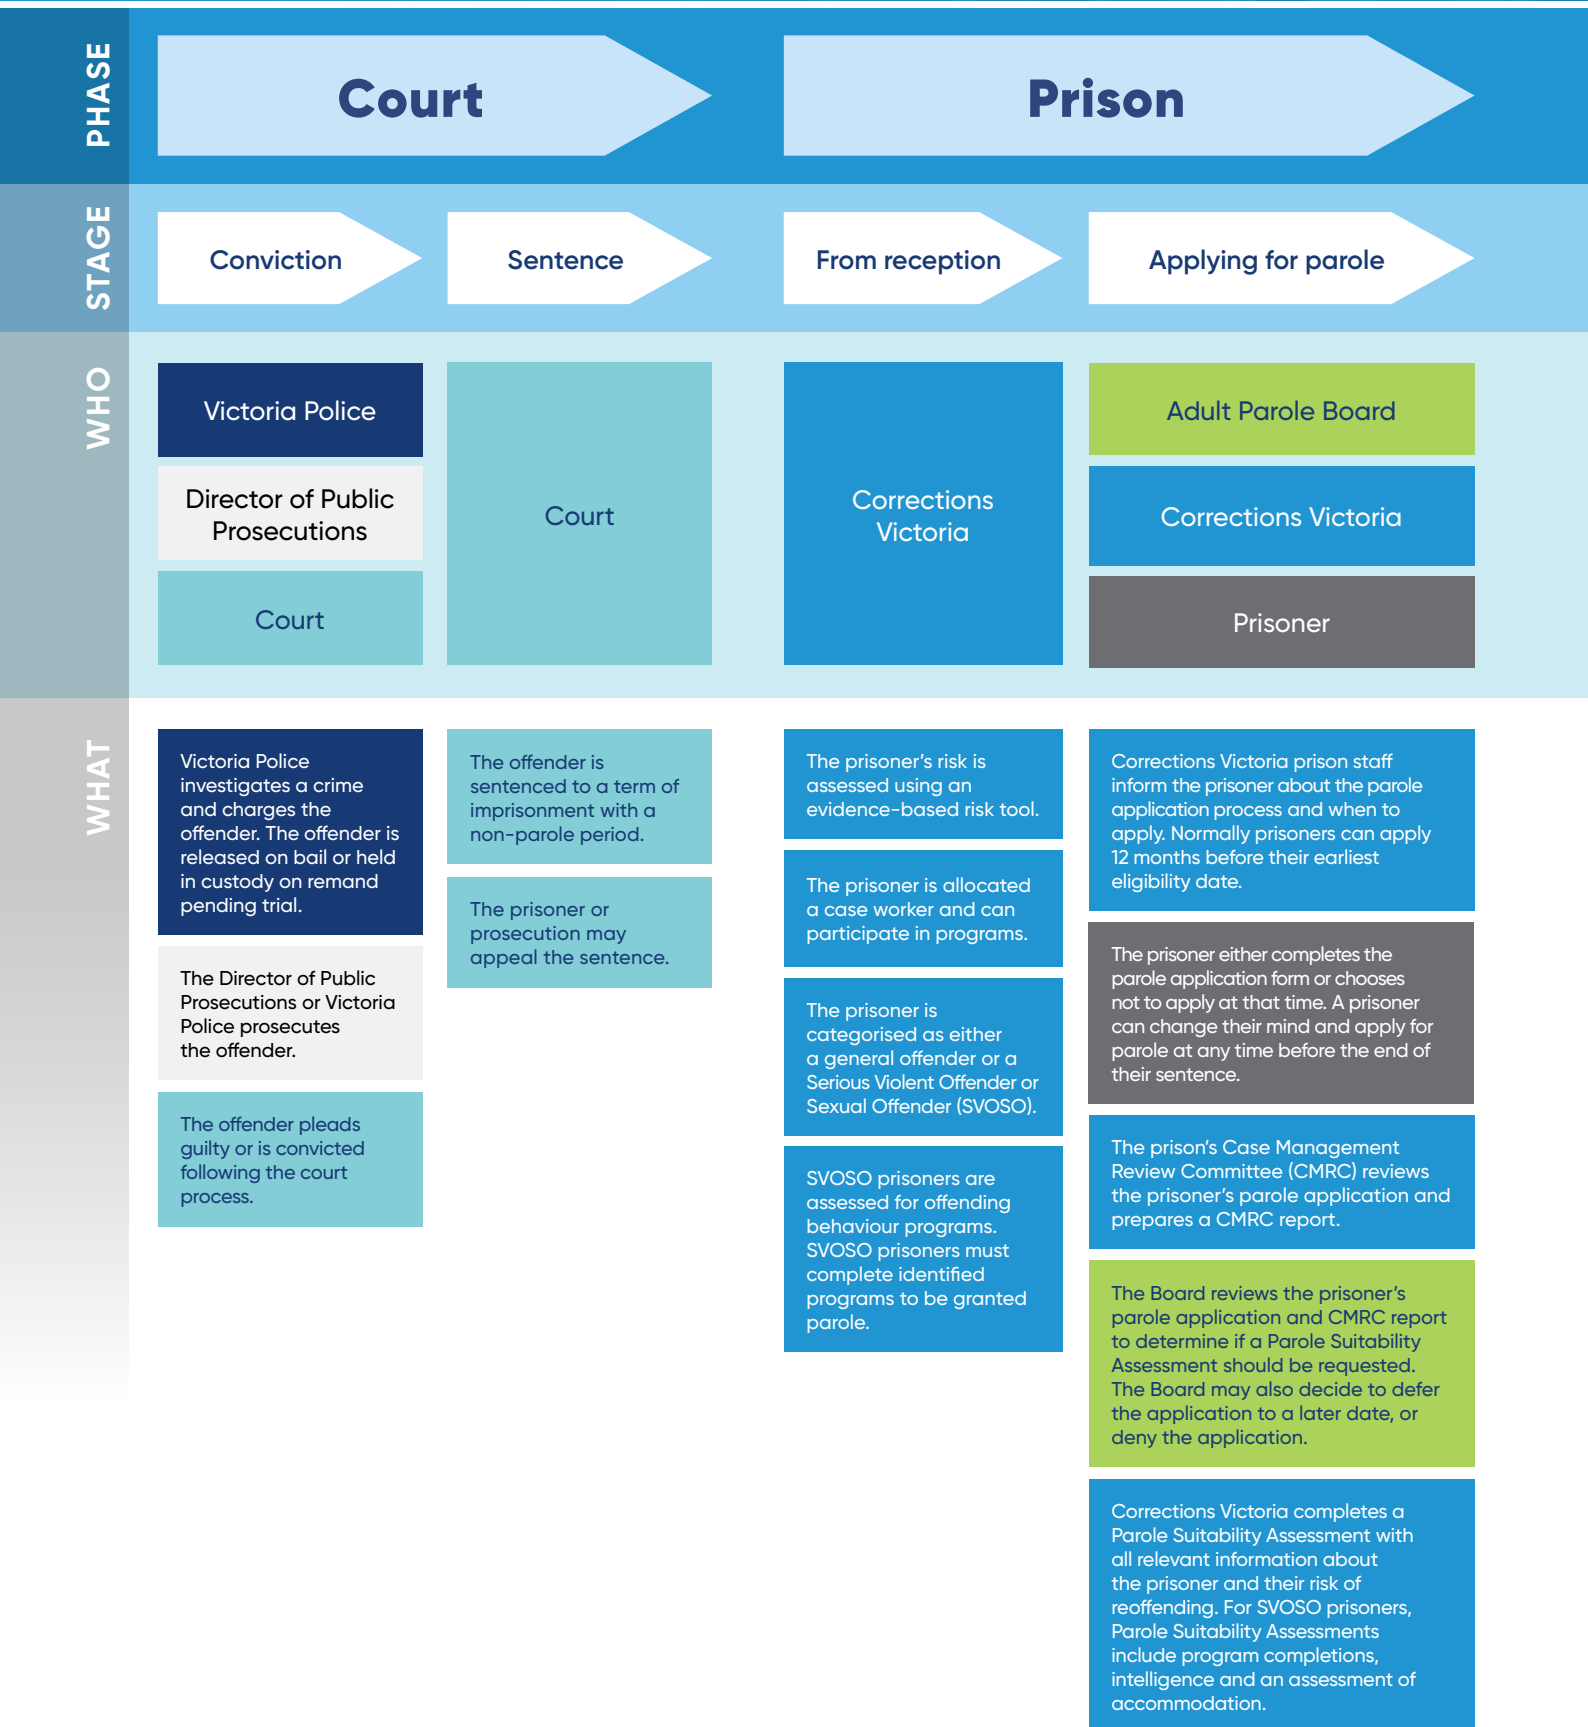 PHASE
Court
Prison
STAGE
Conviction
Sentence
From reception
Applying for parole
WHO
Victoria Police
Director of Public
Prosecutions
Court
Court
Corrections
Victoria
Adult Parole Board
Corrections Victoria
Prisoner
WHAT
Victoria Police
investigates a crime
and charges the
offender. The offender is
released on bail or held
in custody on remand
pending trial.
The Director of Public
Prosecutions or Victoria
Police prosecutes
the offender.
The offender pleads
guilty or is convicted
following the court
process.
The offender is
sentenced to a term of
imprisonment with a
non-parole period.
The prisoner or
prosecution may
appeal the sentence.
The prisoner's risk is
assessed using an
evidence-based risk tool.
The prisoner is allocated
a case worker and can
participate in programs.
The prisoner is
categorised as either
a general offender or a
Serious Violent Offender or
Sexual Offender (SVOSO).
SVOSO prisoners are
assessed for offending
behaviour programs.
SVOSO prisoners must
complete identified
programs to be granted
parole.
Corrections Victoria prison staff
inform the prisoner about the parole
application process and when to
apply. Normally prisoners can apply
12 months before their earliest
eligibility date.
The prisoner either completes the
parole application form or chooses
not to apply at that time. A prisoner
can change their mind and apply for
parole at any time before the end of
their sentence.
The prison's Case Management
Review Committee (CMRC) reviews
the prisoner's parole application and
prepares a CMRC report.
The Board reviews the prisoner's
parole application and CMRC report
to determine if a Parole Suitability
Assessment should be requested.
The Board may also decide to defer
the application to a later date, or
deny the application.
Corrections Victoria completes a
Parole Suitability Assessment with
all relevant information about
the prisoner and their risk of
reoffending. For SVOSO prisoners,
Parole Suitability Assessments
include program completions,
intelligence and an assessment of
accommodation.